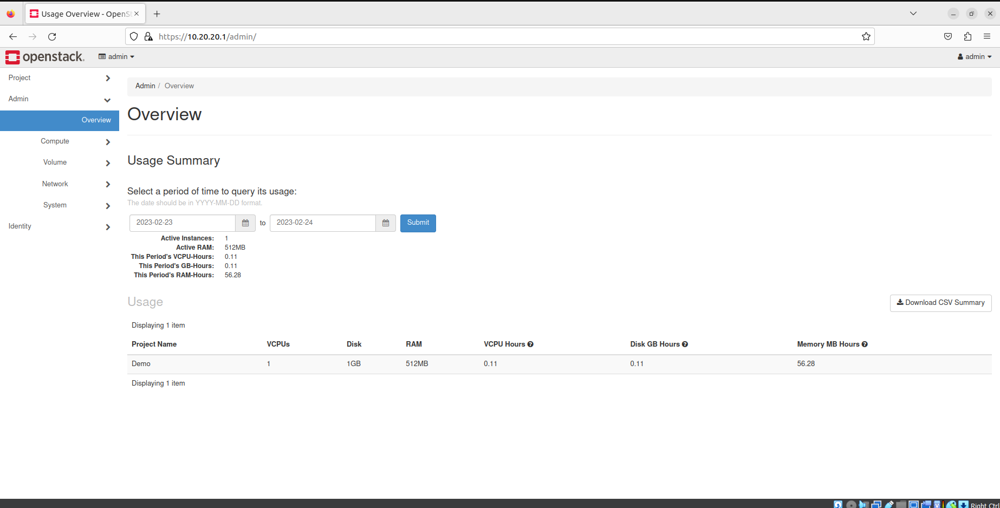 Usage Overview - OpenSt
https://10.20.20.1/admin/
openstack.
admin
admin
Project
Admin
Overview
Compute
Volume
Network
System
Identity
Admin / Overview
Overview
Usage Summary
Select a period of time to query its usage:
The date should be in YYYY-MM-DD format.
2023-02-23 to 2023-02-24 Submit
Active Instances: 1
Active RAM: 512MB
This Period's VCPU-Hours: 0.11
This Period's GB-Hours: 0.11
This Period's RAM-Hours: 56.28
Usage
Download CSV Summary
Displaying 1 item
Project Name VCPUs Disk RAM VCPU Hours Disk GB Hours Memory MB Hours
Demo 1 1GB 512MB 0.11 0.11 56.28
Displaying 1 item
Right Ctrl